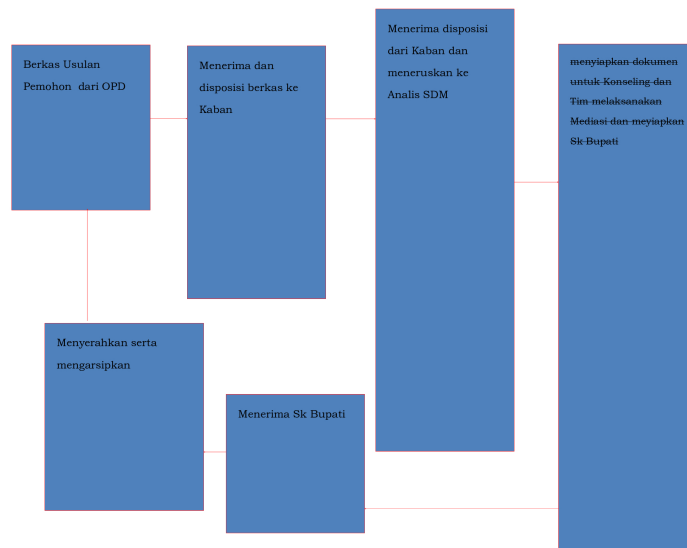 Berkas Usulan
Pemohon dari OPD
Menerima dan
disposisi berkas ke
Kaban
Menerima disposisi
dari Kaban dan
meneruskan ke
Analis SDM
menyiapkan dokumen
untuk Konseling dan
Tim melaksanakan
Mediasi dan meyiapkan
Sk Bupati
Menerima Sk Bupati
Menyerahkan serta
mengarsipkan